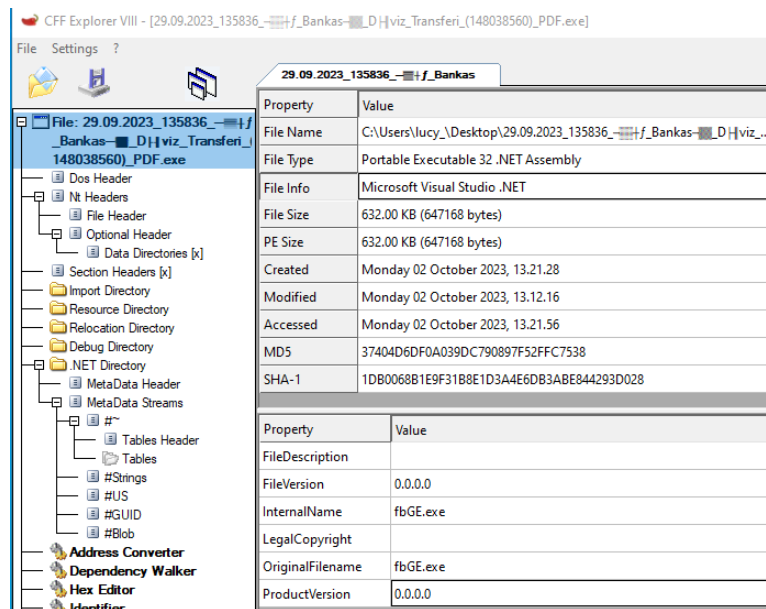 CFF Explorer VIII - [29.09.2023_135836_ ƒ_Bankas viz_Transferi_(148038560)_PDF.exe]
File Settings ?
29.09.2023_135836_ ƒ_Bankas
File: 29.09.2023_135836_ ƒ
_Bankas viz_Transferi_(
148038560)_PDF.exe
Dos Header
Nt Headers
File Header
Optional Header
Data Directories [x]
Section Headers [x]
Import Directory
Resource Directory
Relocation Directory
Debug Directory
.NET Directory
MetaData Header
MetaData Streams
#~
Tables Header
Tables
#Strings
#US
#GUID
#Blob
Address Converter
Dependency Walker
Hex Editor
Identifier
Property Value
File Name C:\Users\lucy_\Desktop\29.09.2023_135836_ ƒ_Bankas viz_...
File Type Portable Executable 32 .NET Assembly
File Info Microsoft Visual Studio .NET
File Size 632.00 KB (647168 bytes)
PE Size 632.00 KB (647168 bytes)
Created Monday 02 October 2023, 13.21.28
Modified Monday 02 October 2023, 13.12.16
Accessed Monday 02 October 2023, 13.21.56
MD5 37404D6DF0A039DC790897F52FFC7538
SHA-1 1DB0068B1E9F31B8E1D3A4E6DB3ABE844293D028
Property Value
FileDescription
FileVersion 0.0.0.0
InternalName fbGE.exe
LegalCopyright
OriginalFilename fbGE.exe
ProductVersion 0.0.0.0